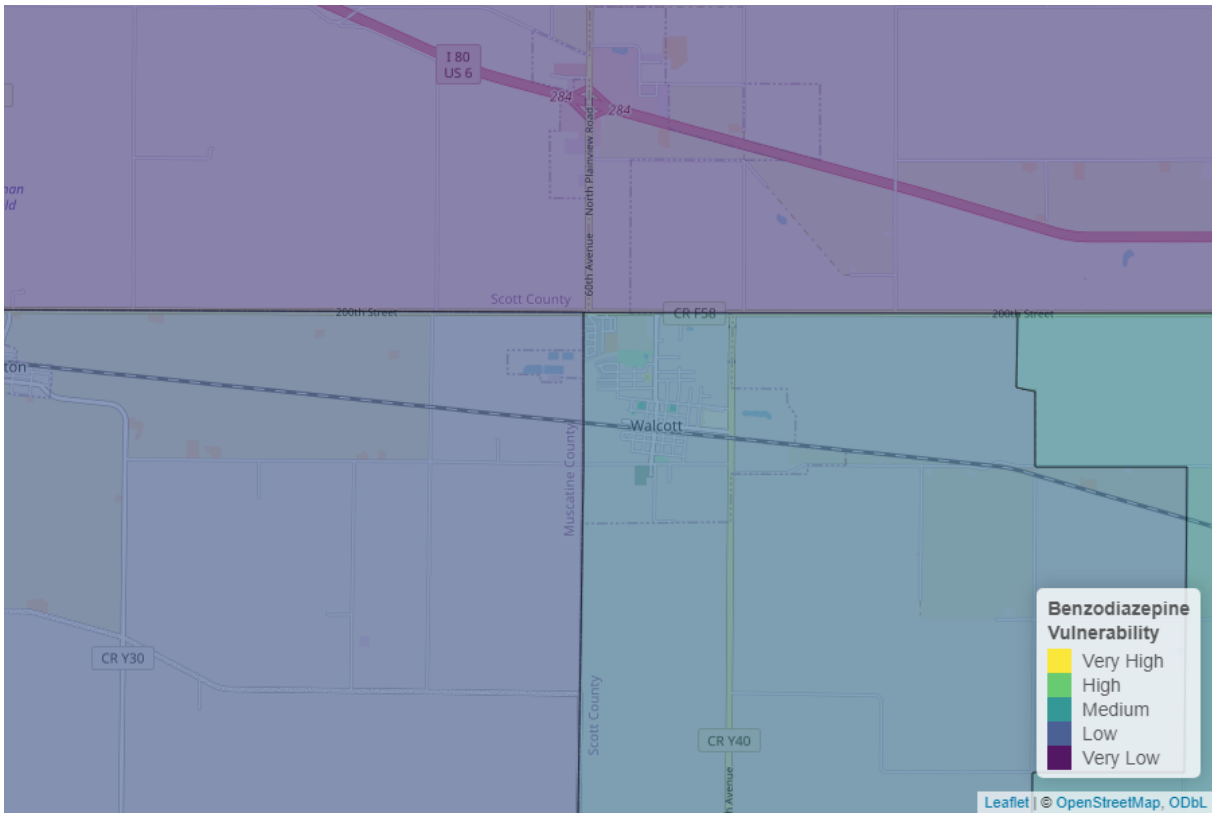 I 80
US 6
284
284
North Plainview Road
60th Avenue
Scott County
200th Street
CR F58
200th Street
Walcott
Muscatine County
Scott County
CR Y30
CR Y40
Benzodiazepine
Vulnerability
Very High
High
Medium
Low
Very Low
Leaflet | © OpenStreetMap, ODbL